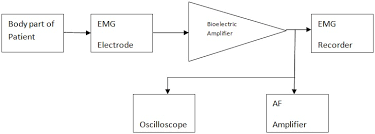 Body part of
Patient
EMG
Electrode
Bioelectric
Amplifier
EMG
Recorder
Oscilloscope
AF
Amplifier